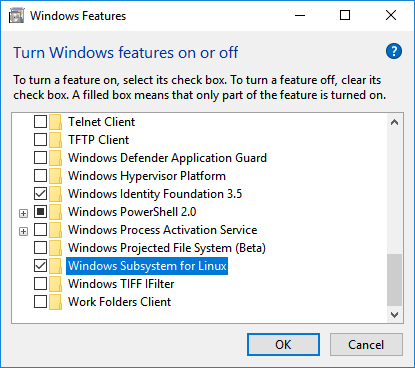 Windows Features
Turn Windows features on or off
?
To turn a feature on, select its check box. To turn a feature off, clear its
check box. A filled box means that only part of the feature is turned on.
Telnet Client
TFTP Client
Windows Defender Application Guard
Windows Hypervisor Platform
Windows Identity Foundation 3.5
Windows PowerShell 2.0
Windows Process Activation Service
Windows Projected File System (Beta)
Windows Subsystem for Linux
Windows TIFF IFilter
Work Folders Client
OK
Cancel